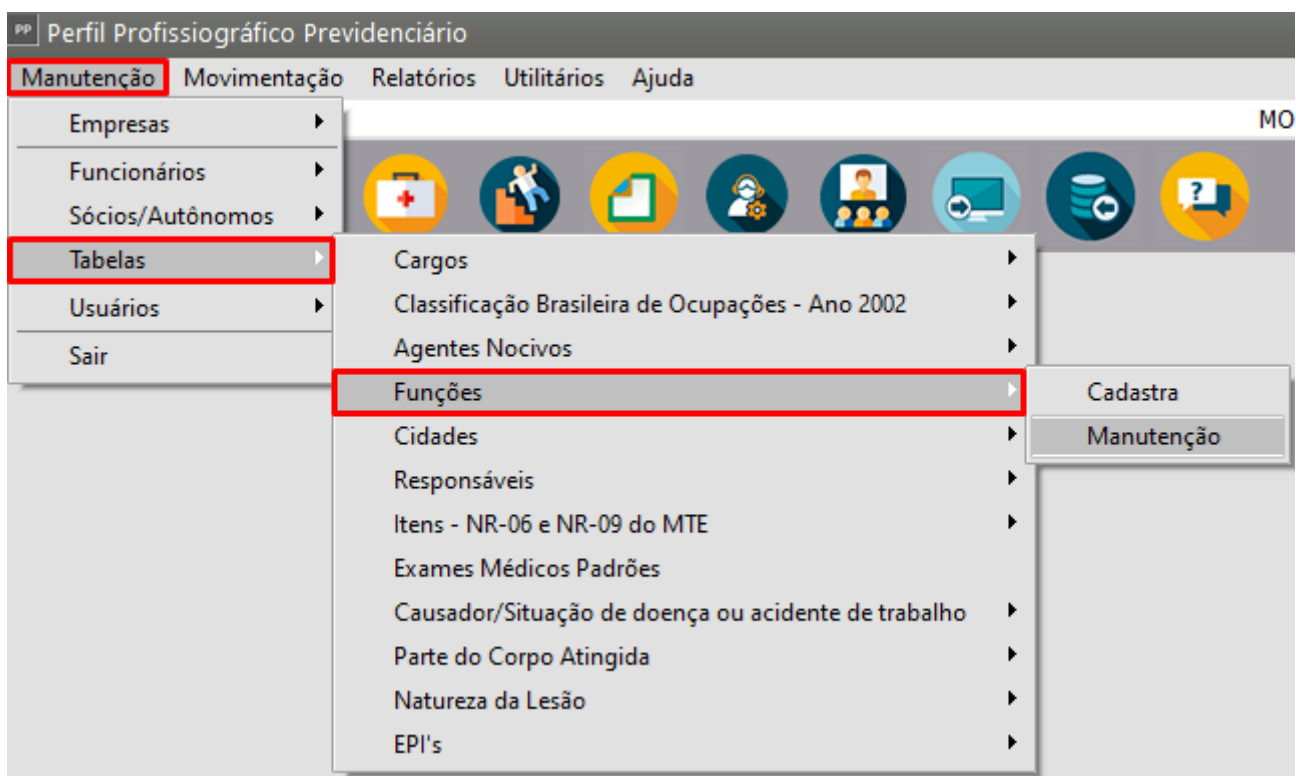 PP Perfil Profissiográfico Previdenciário
Manutenção Movimentação Relatórios Utilitários Ajuda
MO
Empresas
Funcionários
Sócios/Autônomos
Tabelas
Usuários
Sair
?
Cargos
Classificação Brasileira de Ocupações - Ano 2002
Agentes Nocivos
Funções
Cidades
Responsáveis
Itens - NR-06 e NR-09 do MTE
Exames Médicos Padrões
Causador/Situação de doença ou acidente de trabalho
Parte do Corpo Atingida
Natureza da Lesão
EPI's
Cadastra
Manutenção